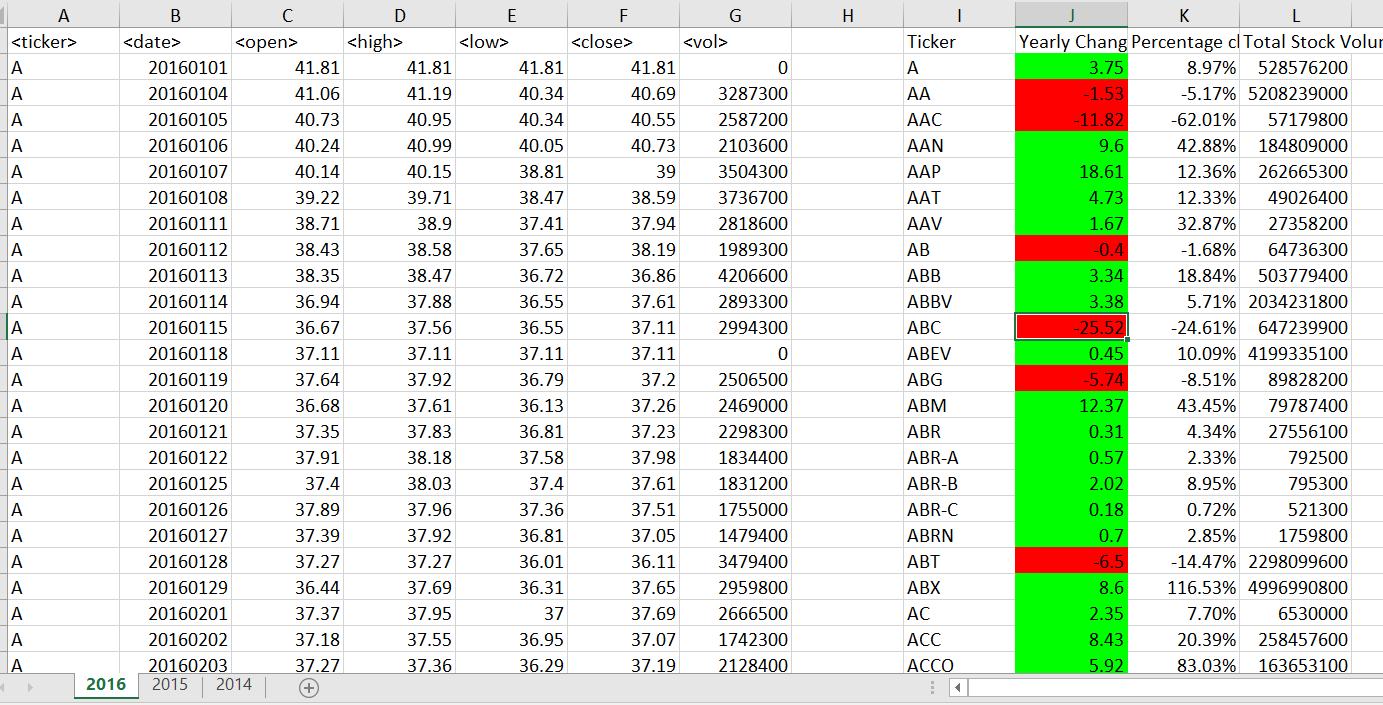 A B C D E F G H I J K L
<ticker> <date> <open> <high> <low> <close> <vol> Ticker Yearly Chang Percentage cl Total Stock Volur
A 20160101 41.81 41.81 41.81 41.81 0 A 3.75 8.97% 528576200
A 20160104 41.06 41.19 40.34 40.69 3287300 AA -1.53 -5.17% 5208239000
A 20160105 40.73 40.95 40.34 40.55 2587200 AAC -11.82 -62.01% 57179800
A 20160106 40.24 40.99 40.05 40.73 2103600 AAN 9.6 42.88% 184809000
A 20160107 40.14 40.15 38.81 39 3504300 AAP 18.61 12.36% 262665300
A 20160108 39.22 39.71 38.47 38.59 3736700 AAT 4.73 12.33% 49026400
A 20160111 38.71 38.9 37.41 37.94 2818600 AAV 1.67 32.87% 27358200
A 20160112 38.43 38.58 37.65 38.19 1989300 AB -0.4 -1.68% 64736300
A 20160113 38.35 38.47 36.72 36.86 4206600 ABB 3.34 18.84% 503779400
A 20160114 36.94 37.88 36.55 37.61 2893300 ABBV 3.38 5.71% 2034231800
A 20160115 36.67 37.56 36.55 37.11 2994300 ABC -25.52 -24.61% 647239900
A 20160118 37.11 37.11 37.11 37.11 0 ABEV 0.45 10.09% 4199335100
A 20160119 37.64 37.92 36.79 37.2 2506500 ABG -5.74 -8.51% 89828200
A 20160120 36.68 37.61 36.13 37.26 2469000 ABM 12.37 43.45% 79787400
A 20160121 37.35 37.83 36.81 37.23 2298300 ABR 0.31 4.34% 27556100
A 20160122 37.91 38.18 37.58 37.98 1834400 ABR-A 0.57 2.33% 792500
A 20160125 37.4 38.03 37.4 37.61 1831200 ABR-B 2.02 8.95% 795300
A 20160126 37.89 37.96 37.36 37.51 1755000 ABR-C 0.18 0.72% 521300
A 20160127 37.39 37.92 36.81 37.05 1479400 ABRN 0.7 2.85% 1759800
A 20160128 37.27 37.27 36.01 36.11 3479400 ABT -6.5 -14.47% 2298099600
A 20160129 36.44 37.69 36.31 37.65 2959800 ABX 8.6 116.53% 4996990800
A 20160201 37.37 37.95 37 37.69 2666500 AC 2.35 7.70% 6530000
A 20160202 37.18 37.55 36.95 37.07 1742300 ACC 8.43 20.39% 258457600
A 20160203 37.27 37.36 36.29 37.19 2128400 ACCO 5.92 83.03% 163653100
2016 2015 2014